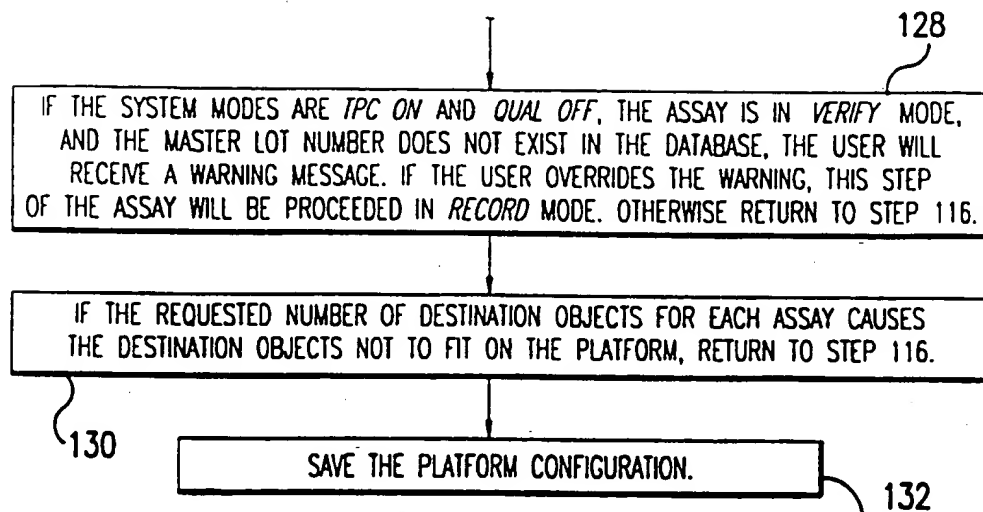 128
IF THE SYSTEM MODES ARE TPC ON AND QUAL OFF, THE ASSAY IS IN VERIFY MODE,
AND THE MASTER LOT NUMBER DOES NOT EXIST IN THE DATABASE, THE USER WILL
RECEIVE A WARNING MESSAGE. IF THE USER OVERRIDES THE WARNING, THIS STEP
OF THE ASSAY WILL BE PROCEEDED IN RECORD MODE. OTHERWISE RETURN TO STEP 116.
IF THE REQUESTED NUMBER OF DESTINATION OBJECTS FOR EACH ASSAY CAUSES
THE DESTINATION OBJECTS NOT TO FIT ON THE PLATFORM, RETURN TO STEP 116.
130
SAVE THE PLATFORM CONFIGURATION.
132